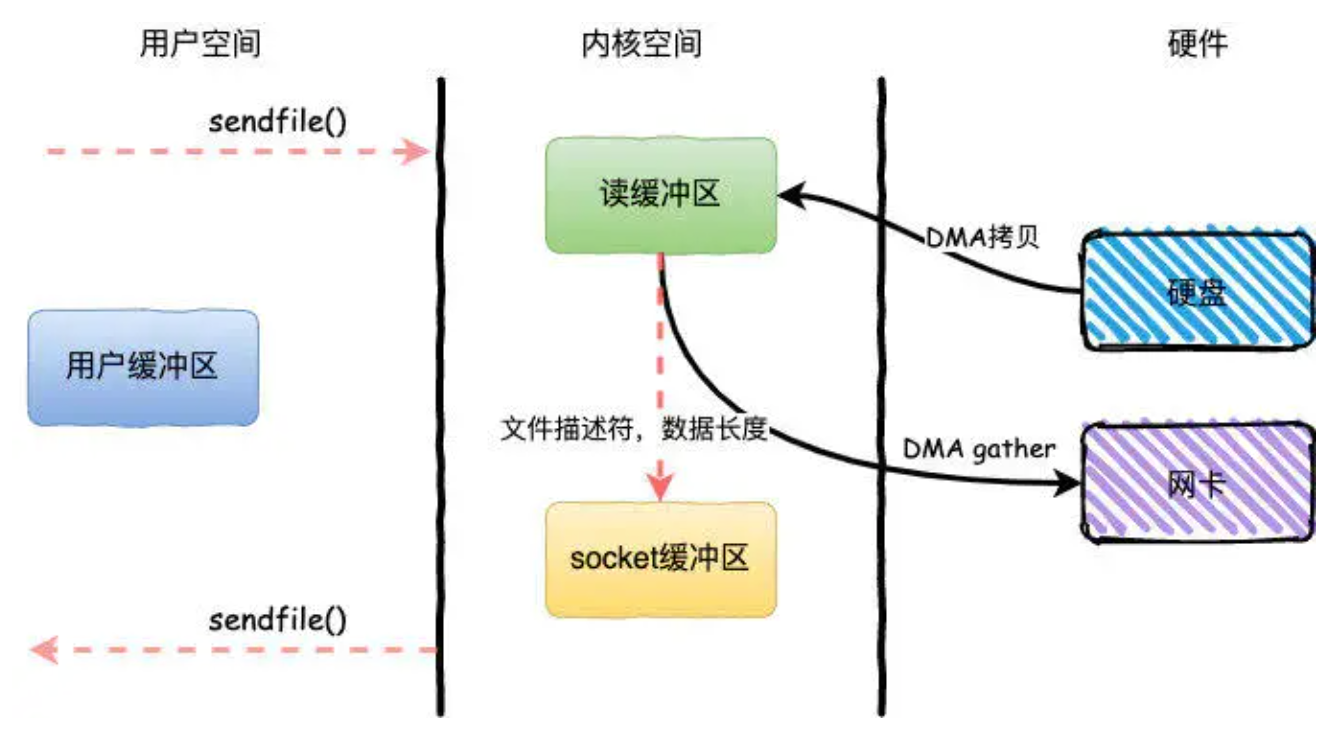 用户空间
内核空间
硬件
sendfile()
读缓冲区
DMA拷贝
硬盘
用户缓冲区
文件描述符，数据长度
DMA gather
网卡
socket缓冲区
sendfile()